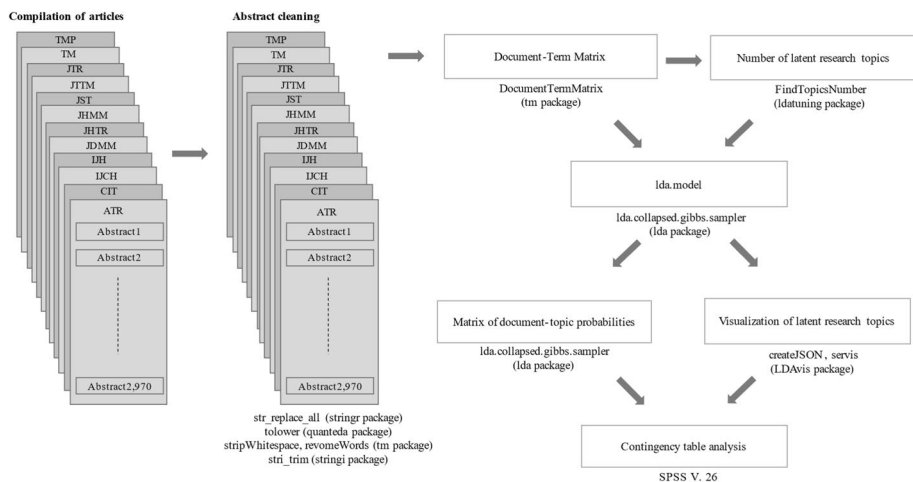 Compilation of articles
TMP
TM
JTR
JTTM
JST
JHMM
JHTR
JDMM
IJH
IJCH
CIT
ATR
Abstract1
Abstract2
Abstract2,970
Abstract cleaning
TMP
TM
JTR
JTTM
JST
JHMM
JHTR
JDMM
IJH
IJCH
CIT
ATR
Abstract1
Abstract2
Abstract2,970
str_replace_all (stringr package)
tolower (quanteda package)
stripWhitespace, revomeWords (tm package)
stri_trim (stringi package)
Document-Term Matrix
DocumentTermMatrix
(tm package)
Number of latent research topics
FindTopicsNumber
(ldatuning package)
lda.model
lda.collapsed.gibbs.sampler
(lda package)
Matrix of document-topic probabilities
lda.collapsed.gibbs.sampler
(lda package)
Visualization of latent research topics
createJSON, servis
(LDAvis package)
Contingency table analysis
SPSS V. 26